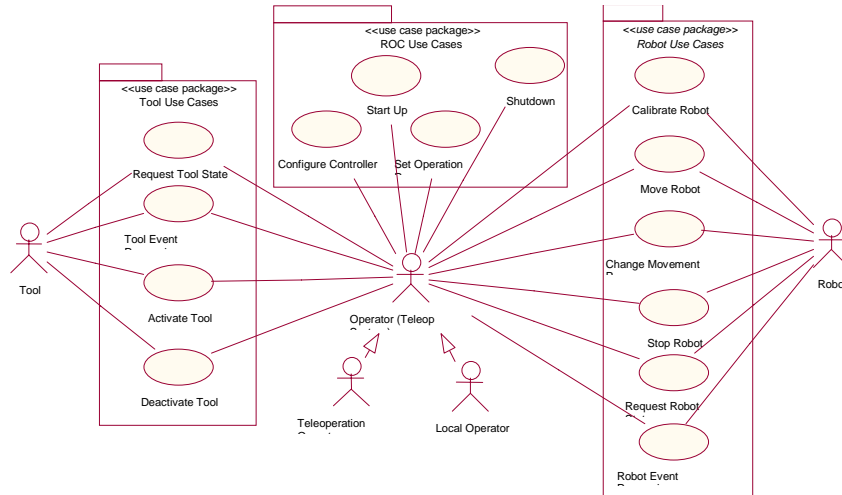 <<use case package>>
ROC Use Cases
Start Up
Shutdown
Configure Controller
Set Operation
<<use case package>>
Tool Use Cases
Request Tool State
Tool Event
Activate Tool
Deactivate Tool
Tool
Operator (Teleop
Teleoperation
Local Operator
<<use case package>>
Robot Use Cases
Calibrate Robot
Move Robot
Change Movement
Stop Robot
Request Robot
Robot Event
Robo